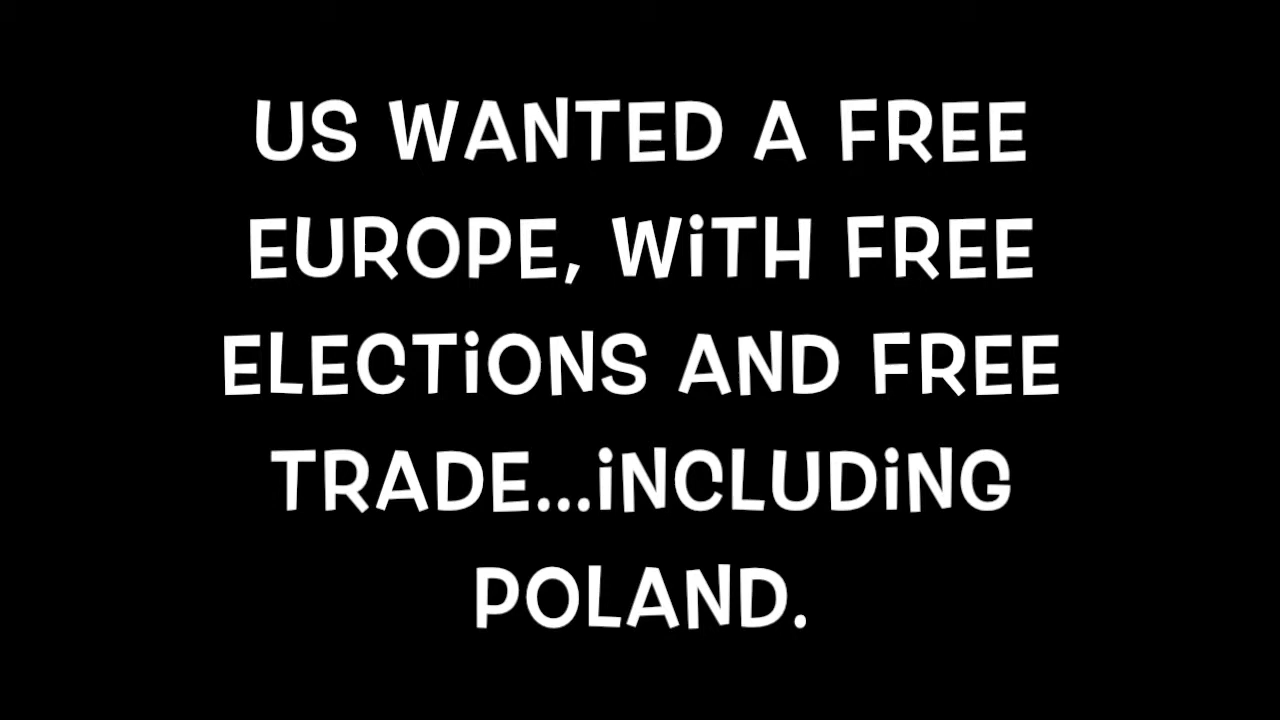 US WANTED A FREE
EUROPE, WiTH FREE
ELECTiONS AND FREE
TRADE...iNCLUDiNG
POLAND.